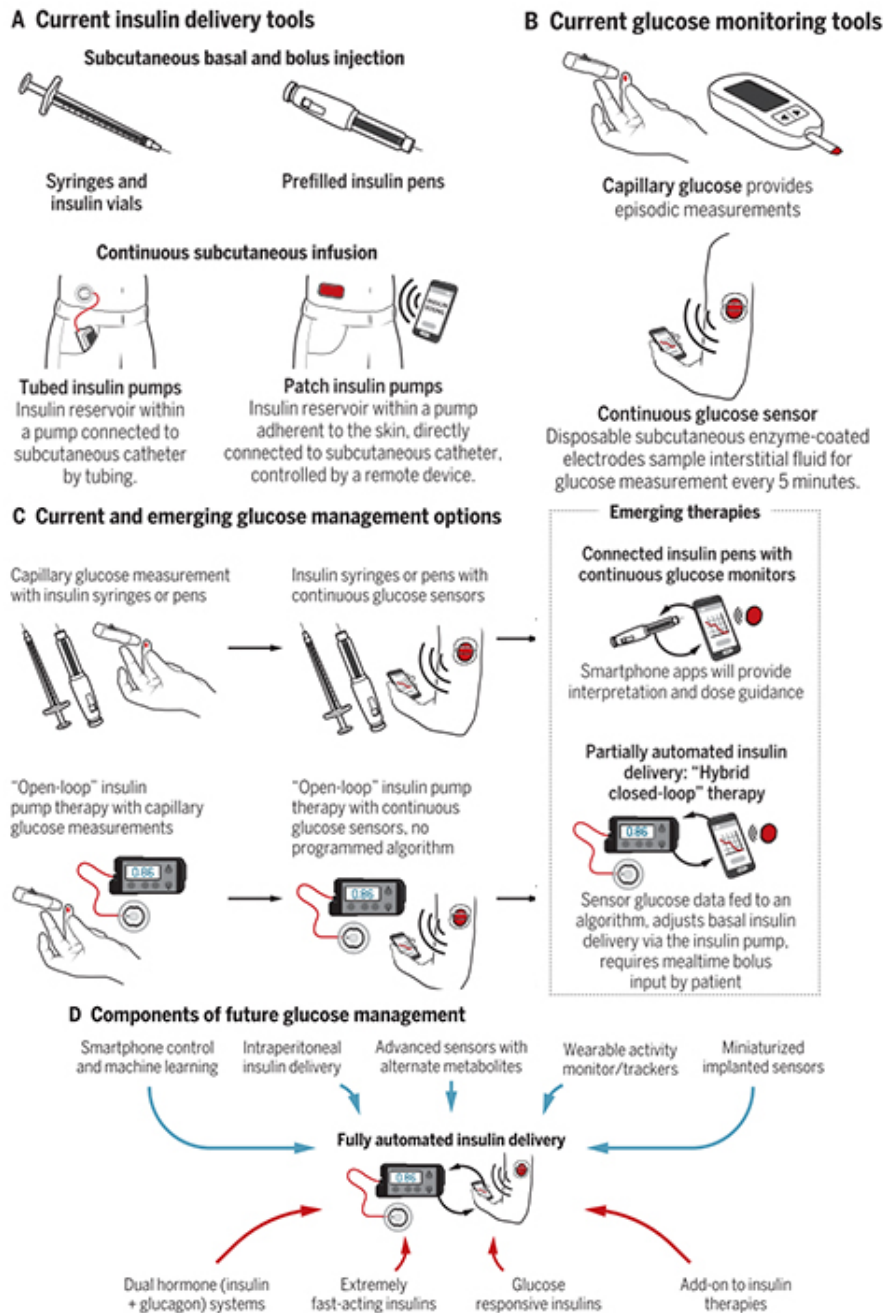 A Current insulin delivery tools
Subcutaneous basal and bolus injection
Syringes and
insulin vials
Prefilled insulin pens
Continuous subcutaneous infusion
Tubed insulin pumps
Insulin reservoir within
a pump connected to
subcutaneous catheter
by tubing.
Patch insulin pumps
Insulin reservoir within a pump
adherent to the skin, directly
connected to subcutaneous catheter,
controlled by a remote device.
B Current glucose monitoring tools
Capillary glucose provides
episodic measurements
Continuous glucose sensor
Disposable subcutaneous enzyme-coated
electrodes sample interstitial fluid for
glucose measurement every 5 minutes.
C Current and emerging glucose management options
Capillary glucose measurement
with insulin syringes or pens
Insulin syringes or pens with
continuous glucose sensors
"Open-loop" insulin
pump therapy with capillary
glucose measurements
0.86
"Open-loop" insulin pump
therapy with continuous
glucose sensors, no
programmed algorithm
0.86
Emerging therapies
Connected insulin pens with
continuous glucose monitors
Smartphone apps will provide
interpretation and dose guidance
Partially automated insulin
delivery: "Hybrid
closed-loop" therapy
0.86
Sensor glucose data fed to an
algorithm, adjusts basal insulin
delivery via the insulin pump,
requires mealtime bolus
input by patient
D Components of future glucose management
Smartphone control
and machine learning
Intraperitoneal
insulin delivery
Advanced sensors with
alternate metabolites
Wearable activity
monitor/trackers
Miniaturized
implanted sensors
Fully automated insulin delivery
0.86
Dual hormone (insulin
+ glucagon) systems
Extremely
fast-acting insulins
Glucose
responsive insulins
Add-on to insulin
therapies